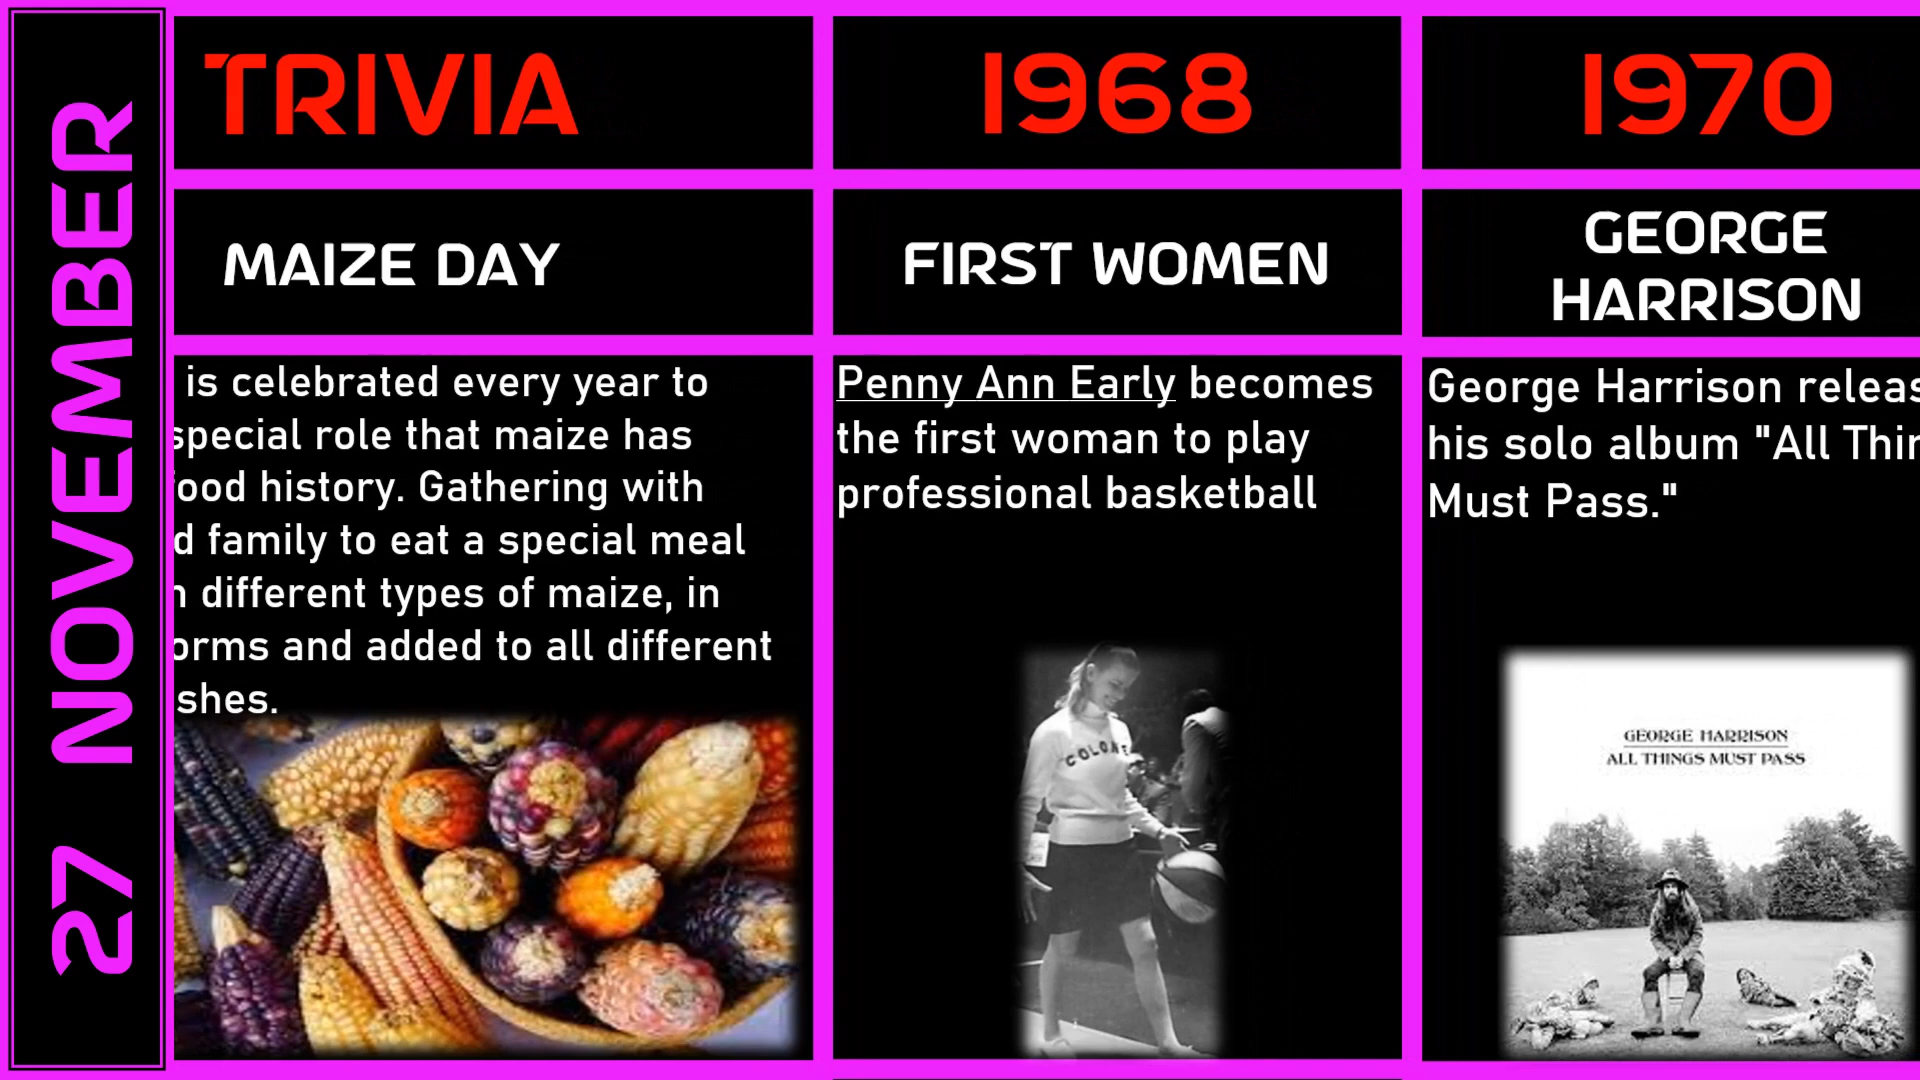 27 NOVEMBER
TRIVIA
MAIZE DAY
is celebrated every year to
special role that maize has
food history. Gathering with
d family to eat a special meal
n different types of maize, in
orms and added to all different
shes.
1968
FIRST WOMEN
Penny Ann Early becomes
the first woman to play
professional basketball
COLONE
1970
GEORGE
HARRISON
George Harrison releas
his solo album "All Thin
Must Pass."
GEORGE HARRISON
ALL THINGS MUST PASS